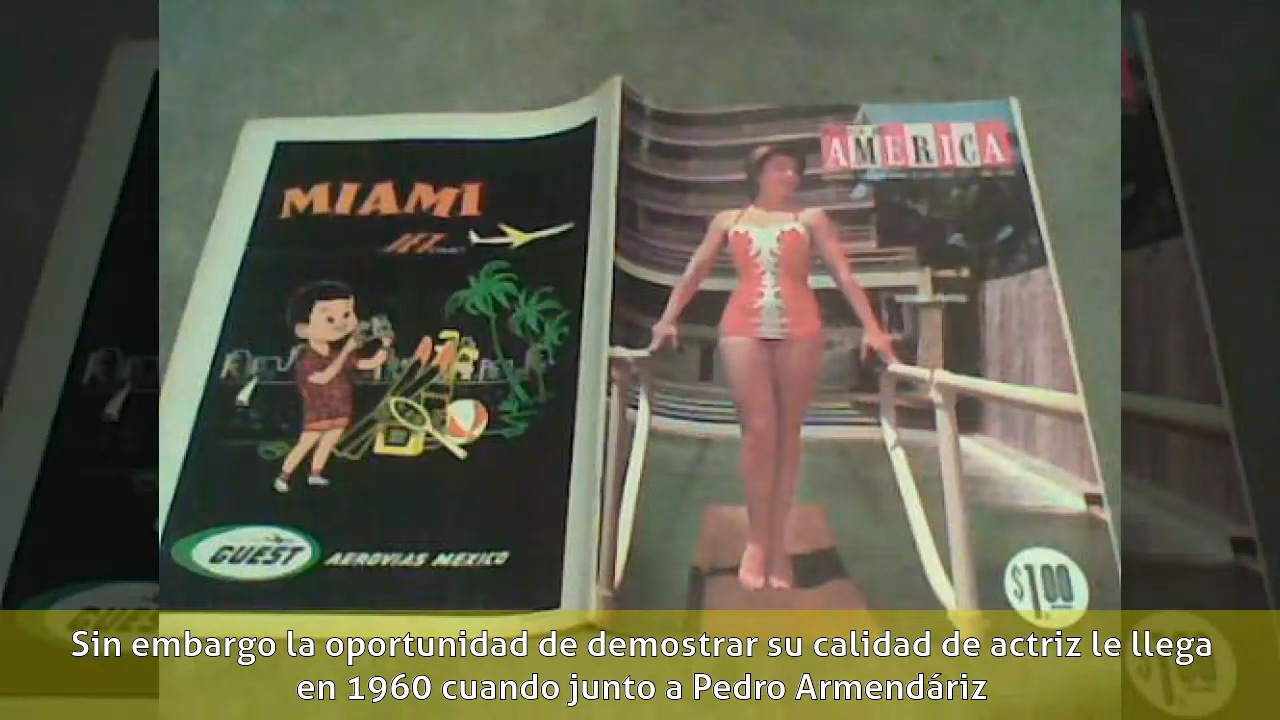 MIAMI
JET
GUEST
AEROVIAS MEXICO
AMERICA
$1.00
Sin embargo la oportunidad de demostrar su calidad de actriz le llega
en 1960 cuando junto a Pedro Armendáriz